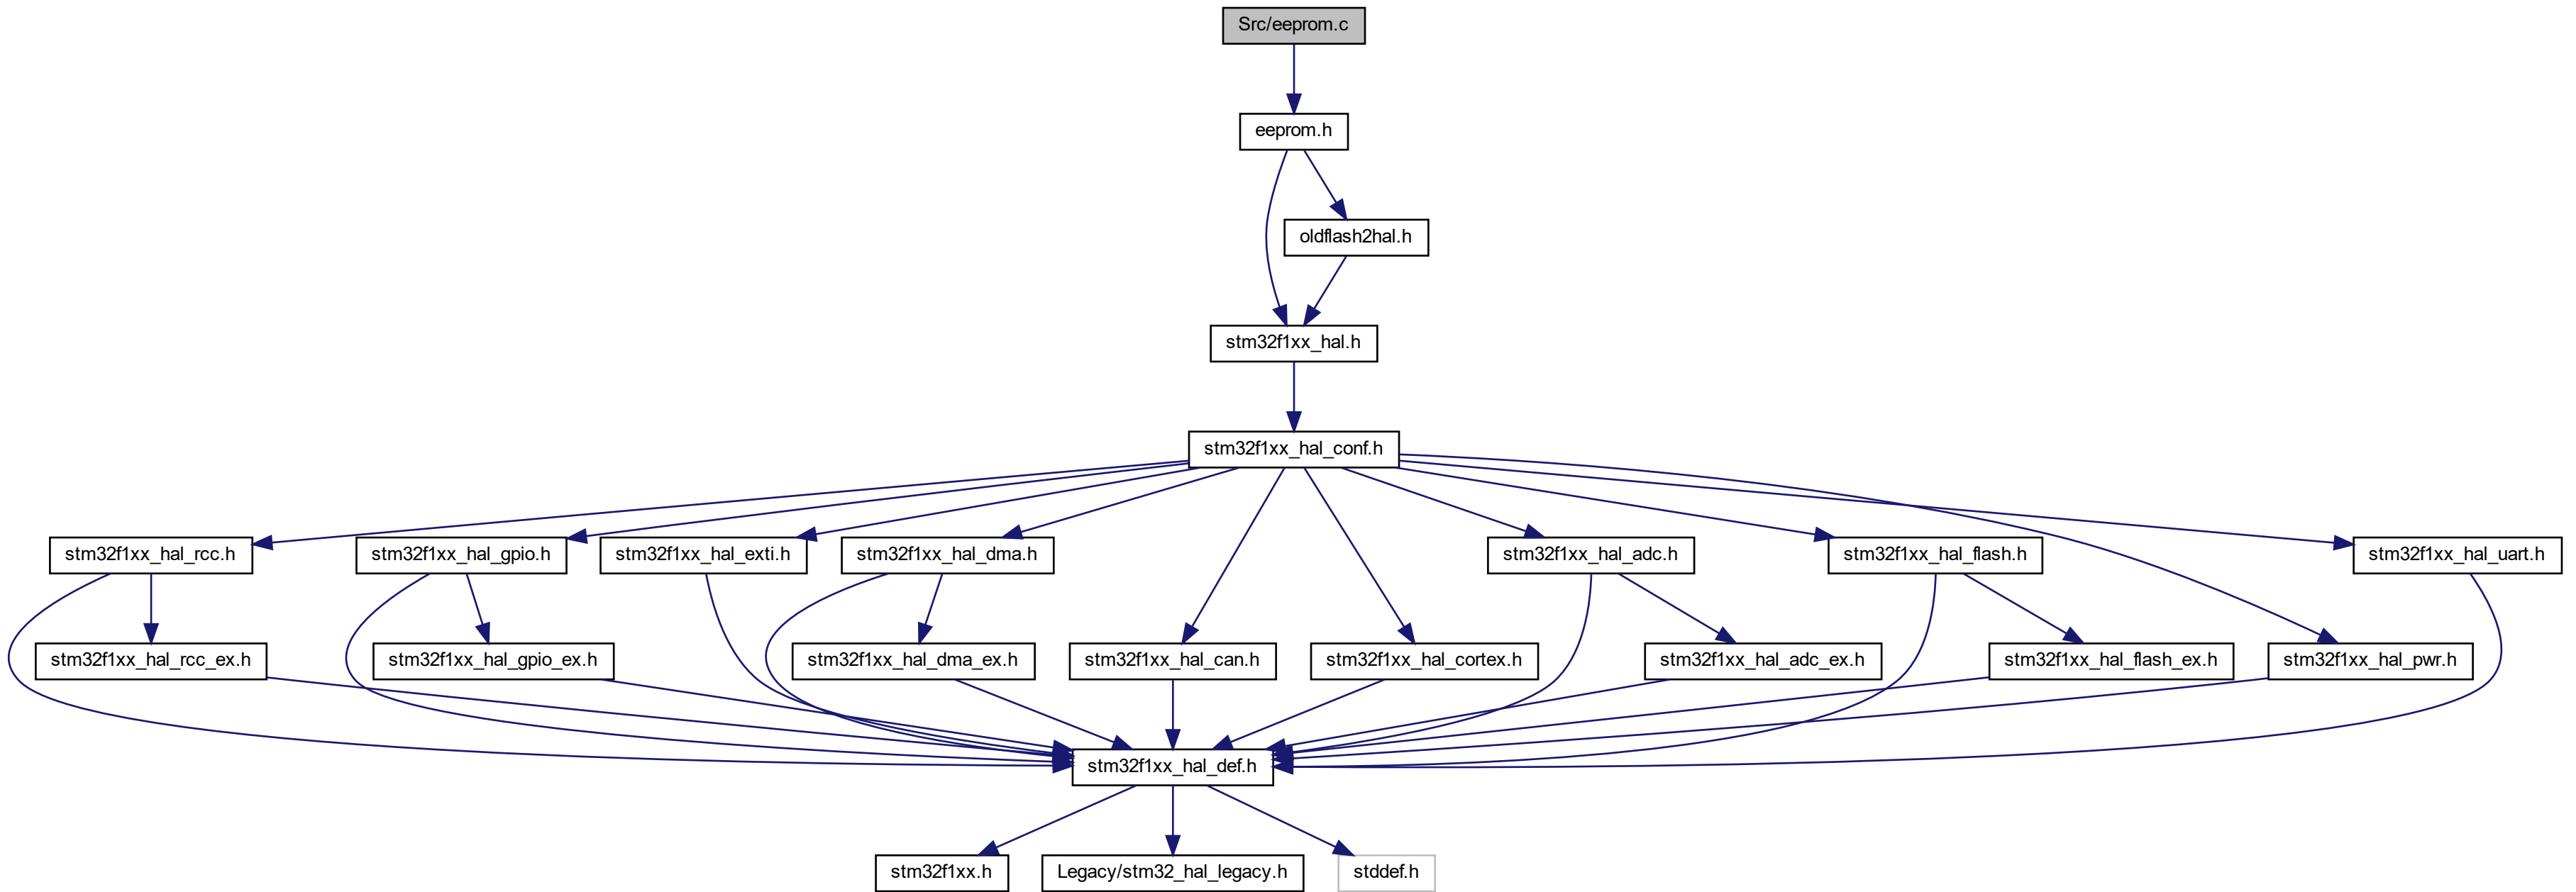 Src/eeprom.c
eeprom.h
oldflash2hal.h
stm32f1xx_hal.h
stm32f1xx_hal_conf.h
stm32f1xx_hal_rcc.h
stm32f1xx_hal_gpio.h
stm32f1xx_hal_exti.h
stm32f1xx_hal_dma.h
stm32f1xx_hal_adc.h
stm32f1xx_hal_flash.h
stm32f1xx_hal_uart.h
stm32f1xx_hal_rcc_ex.h
stm32f1xx_hal_gpio_ex.h
stm32f1xx_hal_dma_ex.h
stm32f1xx_hal_can.h
stm32f1xx_hal_cortex.h
stm32f1xx_hal_adc_ex.h
stm32f1xx_hal_flash_ex.h
stm32f1xx_hal_pwr.h
stm32f1xx_hal_def.h
stm32f1xx.h
Legacy/stm32_hal_legacy.h
stddef.h